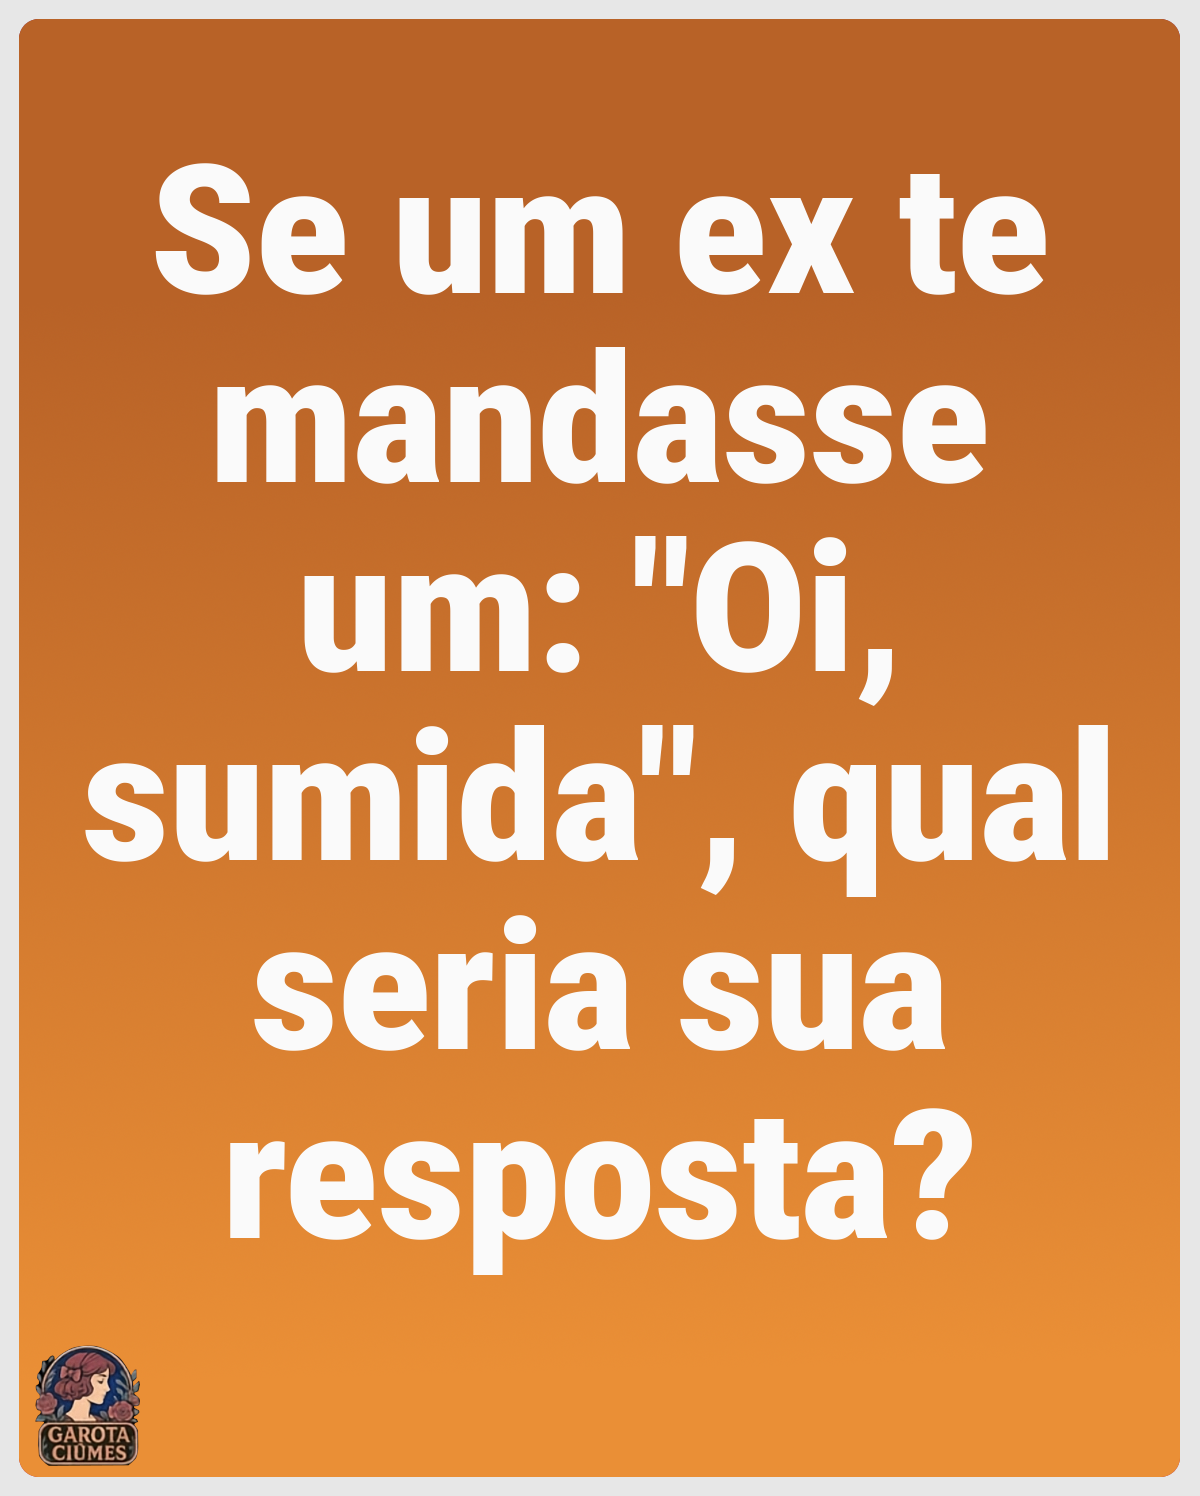 Se um ex te
mandasse
um: "Oi,
sumida", qual
seria sua
resposta?
GAROTA
CIÚMES